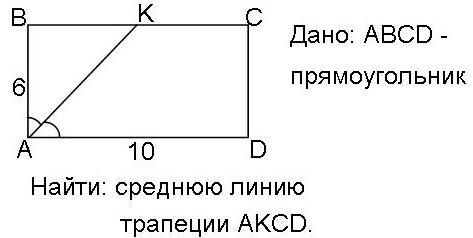 B K C
Дано: ABCD -
прямоугольник
6
A 10 D
Найти: среднюю линию
трапеции AKCD.